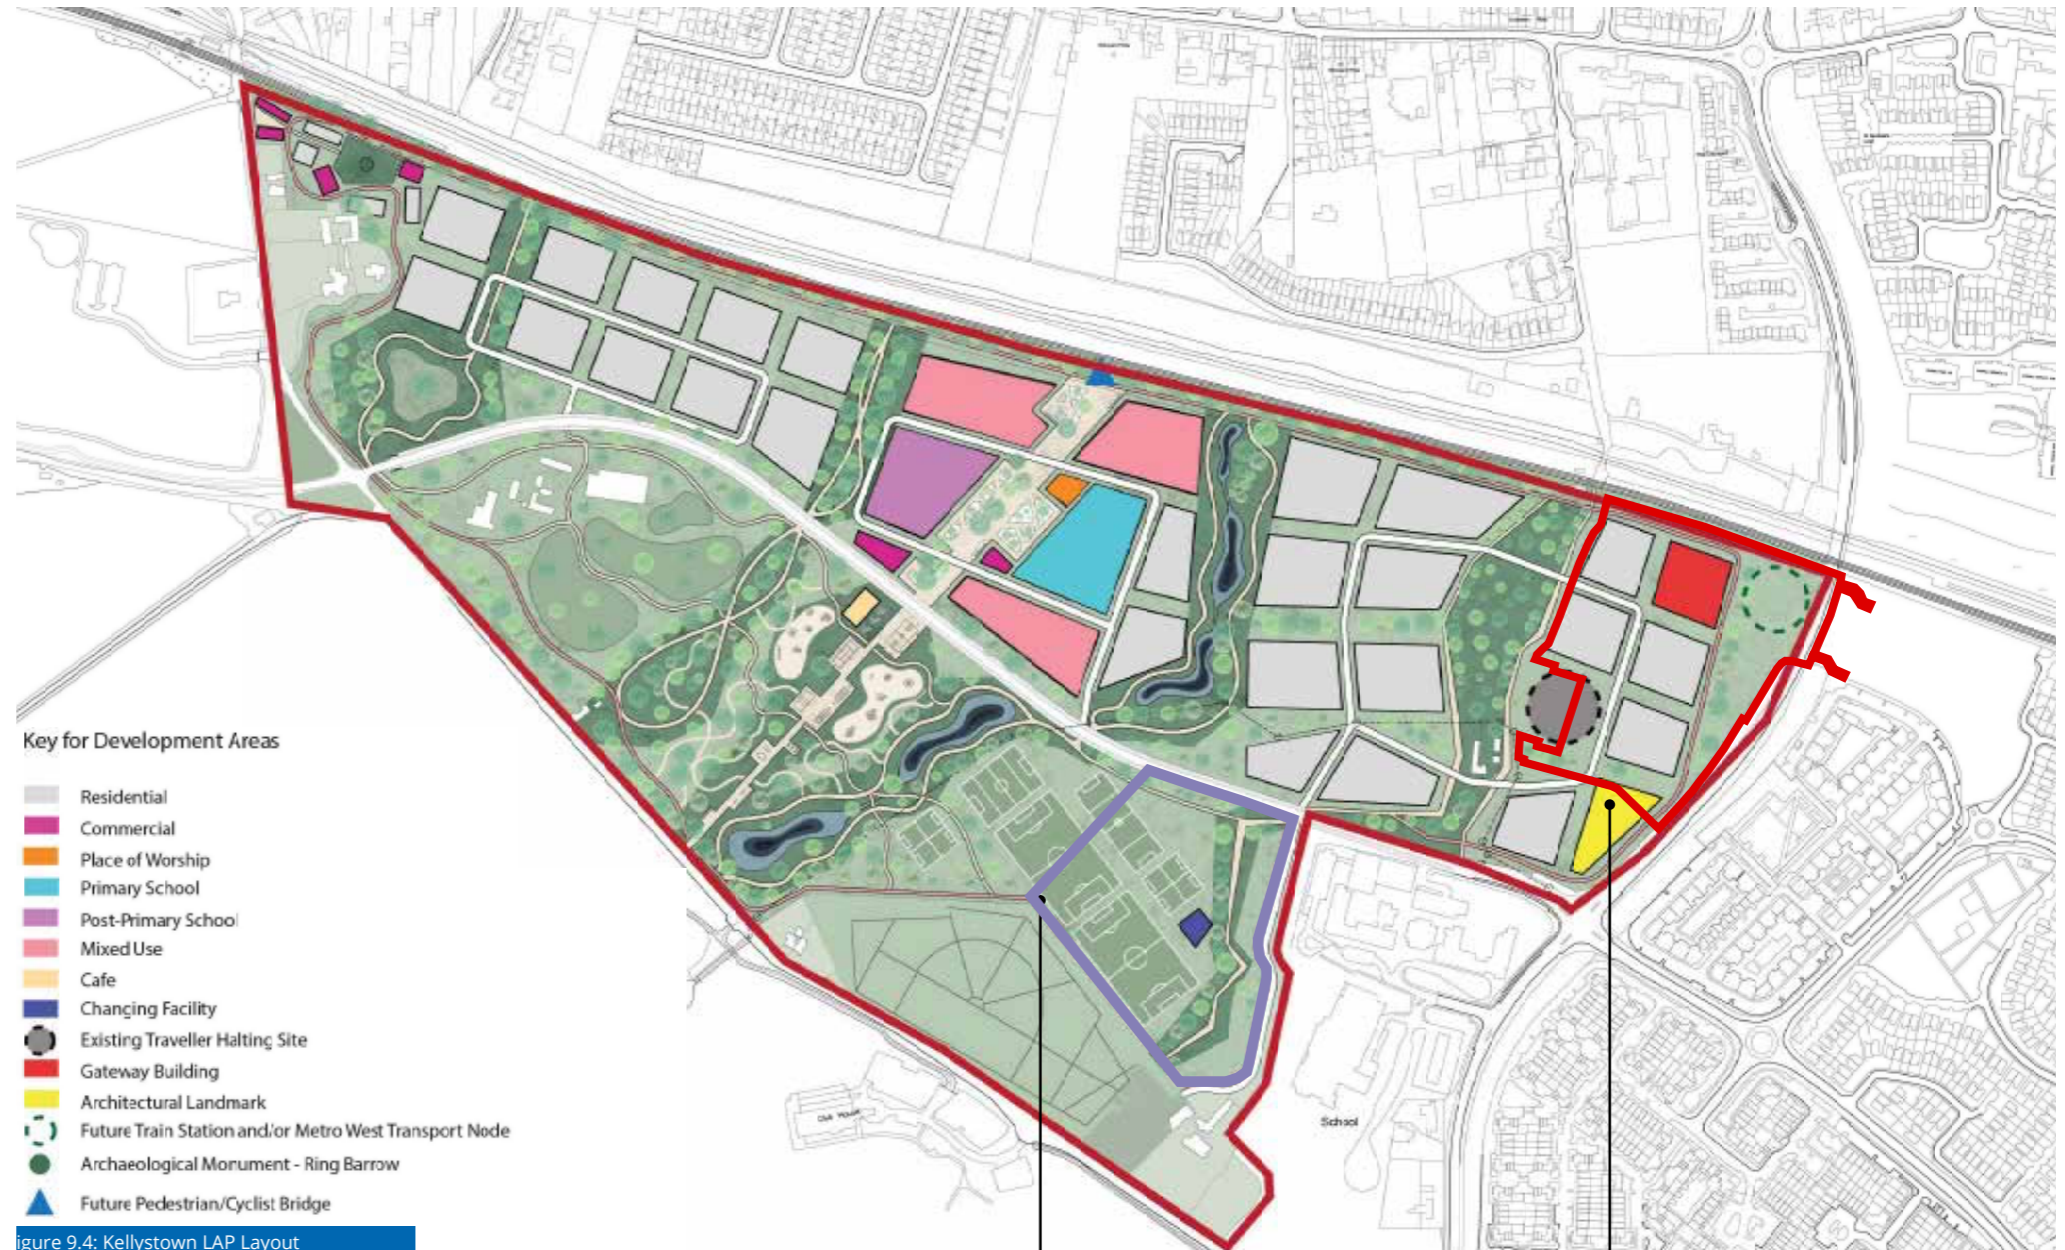 Key for Development Areas
Residential
Commercial
Place of Worship
Primary School
Post-Primary School
Mixed Use
Cafe
Changing Facility
Existing Traveller Halting Site
Gateway Building
Architectural Landmark
Future Train Station and/or Metro West Transport Node
Archaeological Monument - Ring Barrow
Future Pedestrian/Cyclist Bridge
igure 9.4: Kellystown LAP Layout
School